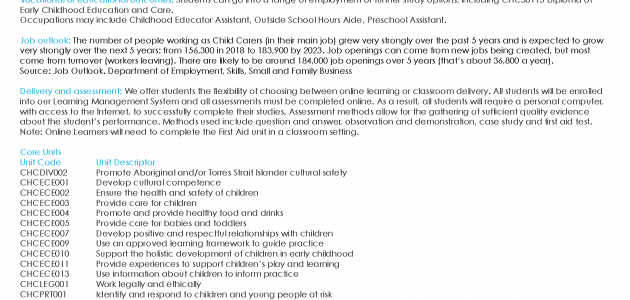 Vocational or educational outcomes: Students can go into a range of employment or further study options, including CHC50113 Diploma of
Early Childhood Education and Care.
Occupations may include Childhood Educator Assistant, Outside School Hours Aide, Preschool Assistant.
Job outlook: The number of people working as Child Carers (in their main job) grew very strongly over the past 5 years and is expected to grow
very strongly over the next 5 years: from 156,300 in 2018 to 183,900 by 2023. Job openings can come from new jobs being created, but most
come from turnover (workers leaving). There are likely to be around 184,000 job openings over 5 years (that's about 36,800 a year).
Source: Job Outlook. Department of Employment, Skills, Small and Family Business
Delivery and assessment: We offer students the flexibility of choosing between online learning or classroom delivery. All students will be enrolled
into our Learning Management System and all assessments must be completed online. As a result, all students will require a personal computer,
with access to the Internet, to successfully complete their studies. Assessment methods allow for the gathering of sufficient quality evidence
about the student's performance. Methods used include question and answer, observation and demonstration, case study and first aid test.
Note: Online Learners will need to complete the First Aid unit in a classroom setting.
Core Units
Unit Code Unit Descriptor
CHCDIV002 Promote Aboriginal and/or Torres Strait Islander cultural safety
CHCECE001 Develop cultural competence
CHCECE002 Ensure the health and safety of children
CHCECE003 Provide care for children
CHCECE004 Promote and provide healthy food and drinks
CHCECE005 Provide care for babies and toddlers
CHCECE007 Develop positive and respectful relationships with children
CHCECE009 Use an approved learning framework to guide practice
CHCECE010 Support the holistic development of children in early childhood
CHCECE011 Provide experiences to support children's play and learning
CHCECE013 Use information about children to inform practice
CHCLEG001 Work legally and ethically
CHCPRT001 Identify and respond to children and young people at risk